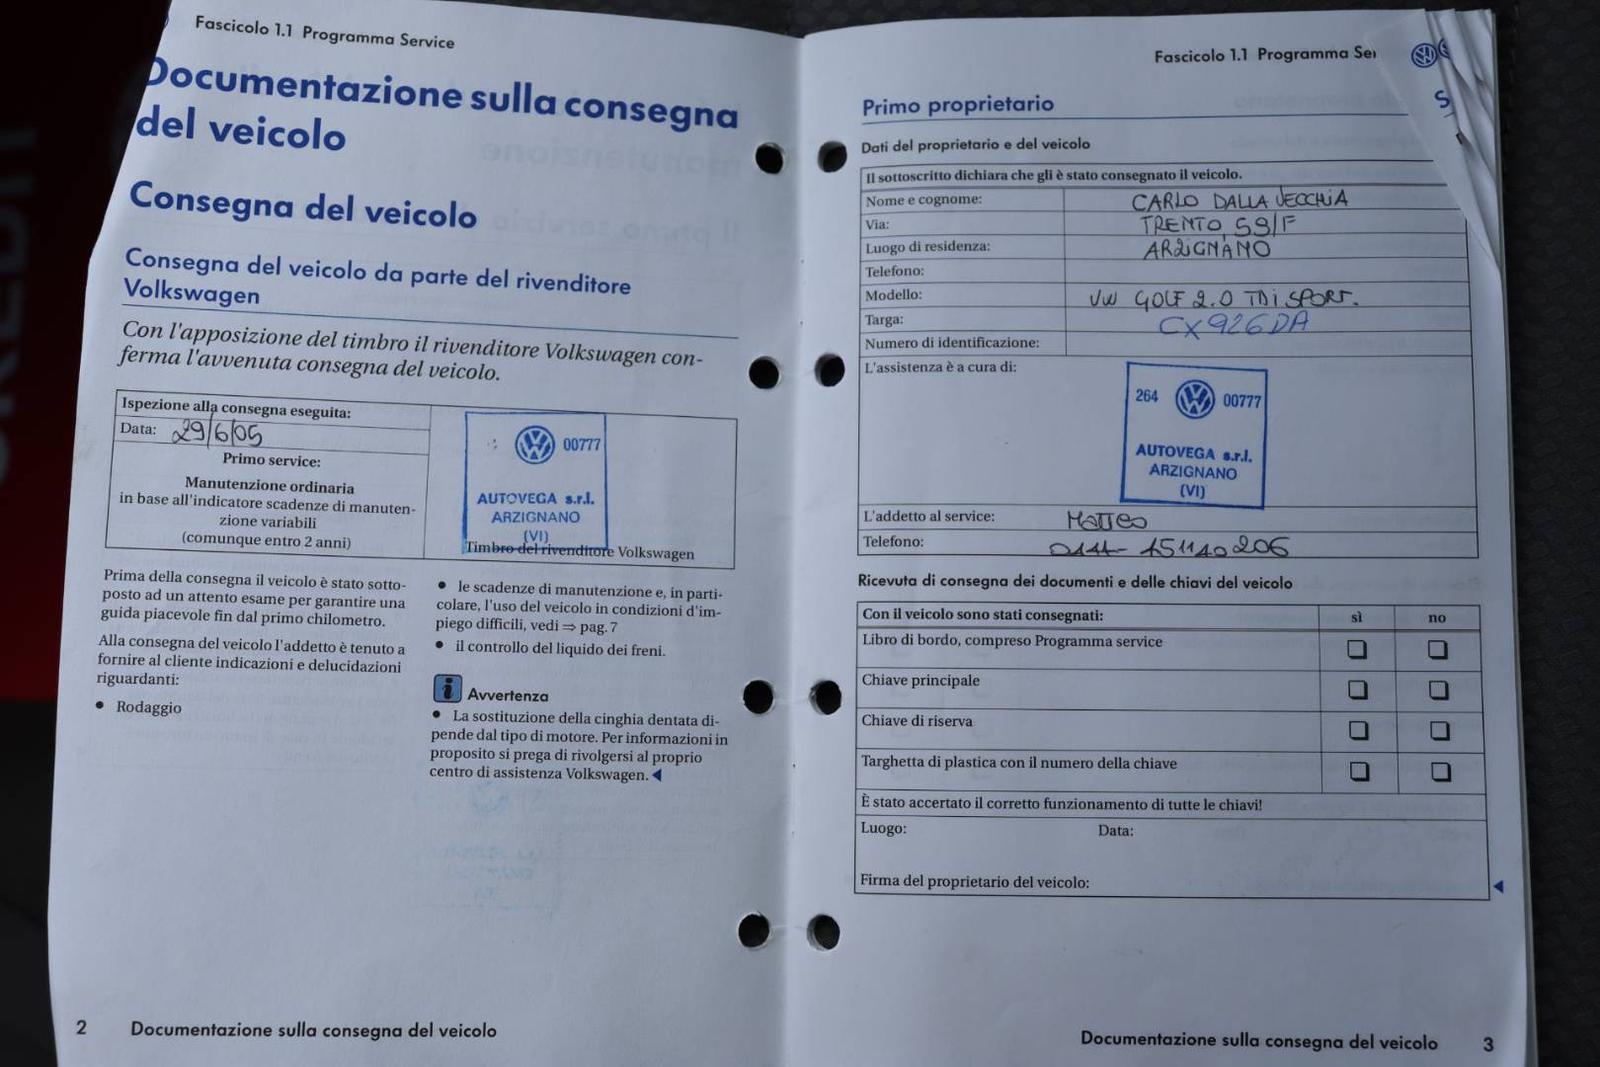 Fascicolo 1.1 Programma Service
Documentazione sulla consegna
del veicolo
Consegna del veicolo
Consegna del veicolo da parte del rivenditore
Volkswagen
Con l'apposizione del timbro il rivenditore Volkswagen con-
ferma l'avvenuta consegna del veicolo.
Ispezione alla consegna eseguita:
Data: 29/6/05
Primo service:
Manutenzione ordinaria
in base all'indicatore scadenze di manuten-
zione variabili
(comunque entro 2 anni)
00777
AUTOVEGA s.r.l.
ARZIGNANO
(VI)
Timbro del rivenditore Volkswagen
Prima della consegna il veicolo è stato sotto-
posto ad un attento esame per garantire una
guida piacevole fin dal primo chilometro.
Alla consegna del veicolo l'addetto è tenuto a
fornire al cliente indicazioni e delucidazioni
riguardanti:
• Rodaggio
• le scadenze di manutenzione e, in parti-
colare, l'uso del veicolo in condizioni d'im-
piego difficili, vedi ⇒ pag. 7
• il controllo del liquido dei freni.
i Avvertenza
• La sostituzione della cinghia dentata di-
pende dal tipo di motore. Per informazioni in
proposito si prega di rivolgersi al proprio
centro di assistenza Volkswagen. ◀
2 Documentazione sulla consegna del veicolo
Fascicolo 1.1 Programma Ser
Primo proprietario
Dati del proprietario e del veicolo
Il sottoscritto dichiara che gli è stato consegnato il veicolo.
Nome e cognome: CARLO DALLA VECCHIA
Via: TRENTO, 59/F
Luogo di residenza: ARZIGNANO
Telefono:
Modello: VW GOLF 2.0 TDi SPORT.
Targa: CX926DA
Numero di identificazione:
L'assistenza è a cura di:
264 00777
AUTOVEGA s.r.l.
ARZIGNANO
(VI)
L'addetto al service: MATTEO
Telefono:
Ricevuta di consegna dei documenti e delle chiavi del veicolo
Con il veicolo sono stati consegnati: sì no
Libro di bordo, compreso Programma service
Chiave principale
Chiave di riserva
Targhetta di plastica con il numero della chiave
È stato accertato il corretto funzionamento di tutte le chiavi!
Luogo: Data:
Firma del proprietario del veicolo:
Documentazione sulla consegna del veicolo 3